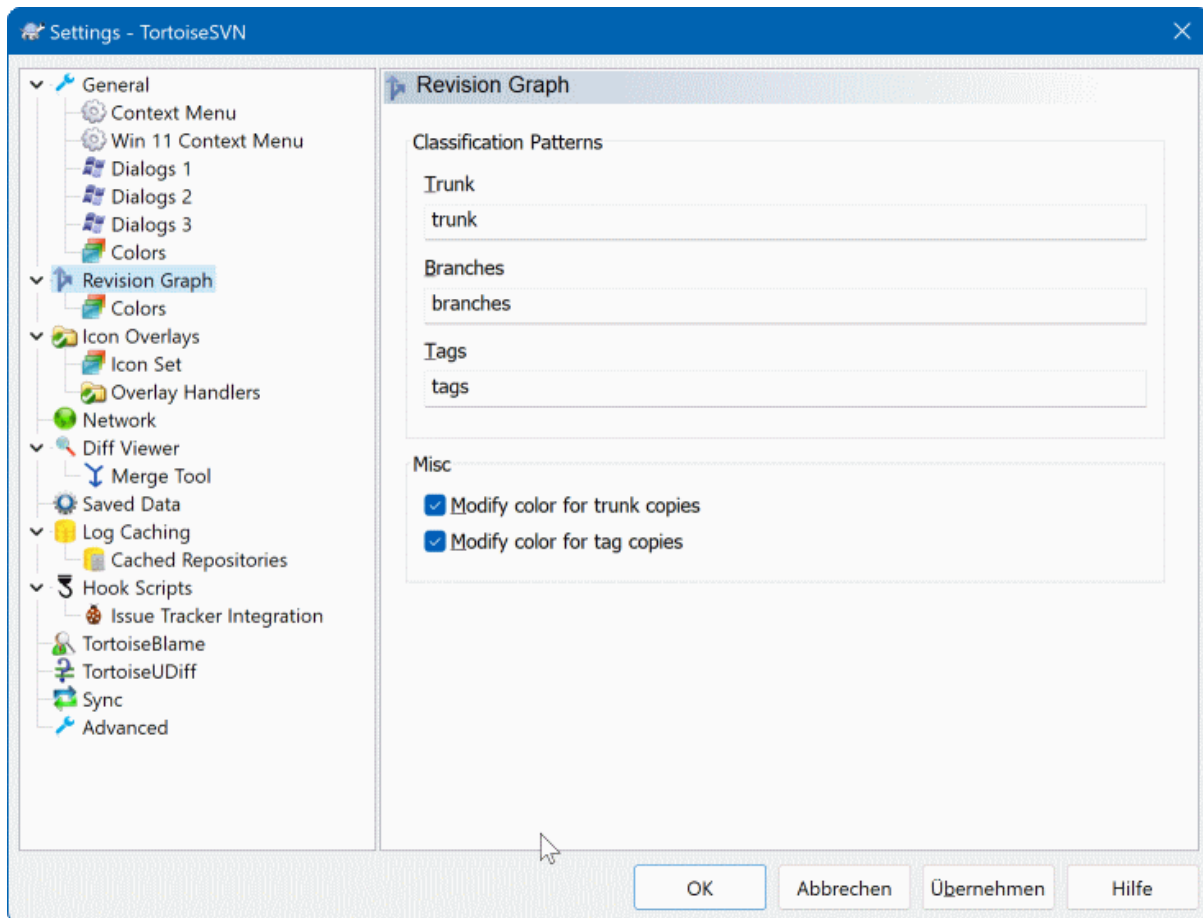 Settings - TortoiseSVN
General
Context Menu
Win 11 Context Menu
Dialogs 1
Dialogs 2
Dialogs 3
Colors
Revision Graph
Colors
Icon Overlays
Icon Set
Overlay Handlers
Network
Diff Viewer
Merge Tool
Saved Data
Log Caching
Cached Repositories
Hook Scripts
Issue Tracker Integration
TortoiseBlame
TortoiseUDiff
Sync
Advanced
Revision Graph
Classification Patterns
Trunk
trunk
Branches
branches
Tags
tags
Misc
Modify color for trunk copies
Modify color for tag copies
OK Abbrechen Übernehmen Hilfe